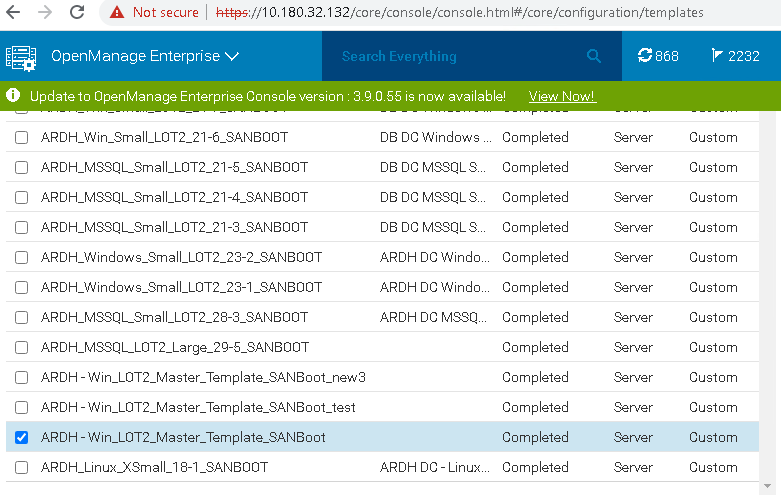 Not secure | https://10.180.32.132/core/console/console.html#/core/configuration/templates
OpenManage Enterprise Search Everything 868 2232
Update to OpenManage Enterprise Console version : 3.9.0.55 is now available! View Now!
ARDH_Win_Small_LOT2_21-6_SANBOOT DB DC Windows ... Completed Server Custom
ARDH_MSSQL_Small_LOT2_21-5_SANBOOT DB DC MSSQL S... Completed Server Custom
ARDH_MSSQL_Small_LOT2_21-4_SANBOOT DB DC MSSQL S... Completed Server Custom
ARDH_MSSQL_Small_LOT2_21-3_SANBOOT DB DC MSSQL S... Completed Server Custom
ARDH_Windows_Small_LOT2_23-2_SANBOOT ARDH DC Windo... Completed Server Custom
ARDH_Windows_Small_LOT2_23-1_SANBOOT ARDH DC Windo... Completed Server Custom
ARDH_MSSQL_Small_LOT2_28-3_SANBOOT ARDH DC MSSQ... Completed Server Custom
ARDH_MSSQL_LOT2_Large_29-5_SANBOOT Completed Server Custom
ARDH - Win_LOT2_Master_Template_SANBoot_new3 Completed Server Custom
ARDH - Win_LOT2_Master_Template_SANBoot_test Completed Server Custom
ARDH - Win_LOT2_Master_Template_SANBoot Completed Server Custom
ARDH_Linux_XSmall_18-1_SANBOOT ARDH DC - Linux... Completed Server Custom